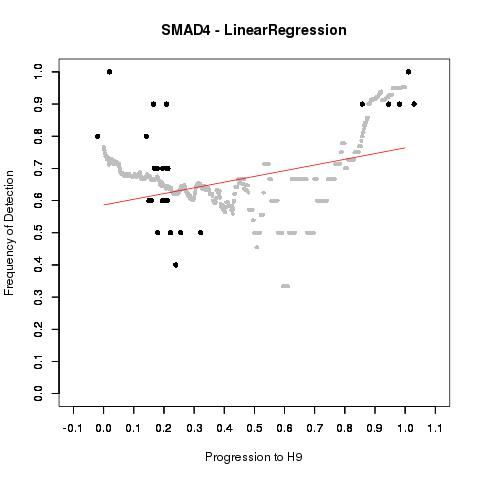 SMAD4 - LinearRegression
Frequency of Detection
1.0
0.9
0.8
0.7
0.6
0.5
0.4
0.3
0.2
0.1
0.0
-0.1 0.0 0.1 0.2 0.3 0.4 0.5 0.6 0.7 0.8 0.9 1.0 1.1
Progression to H9